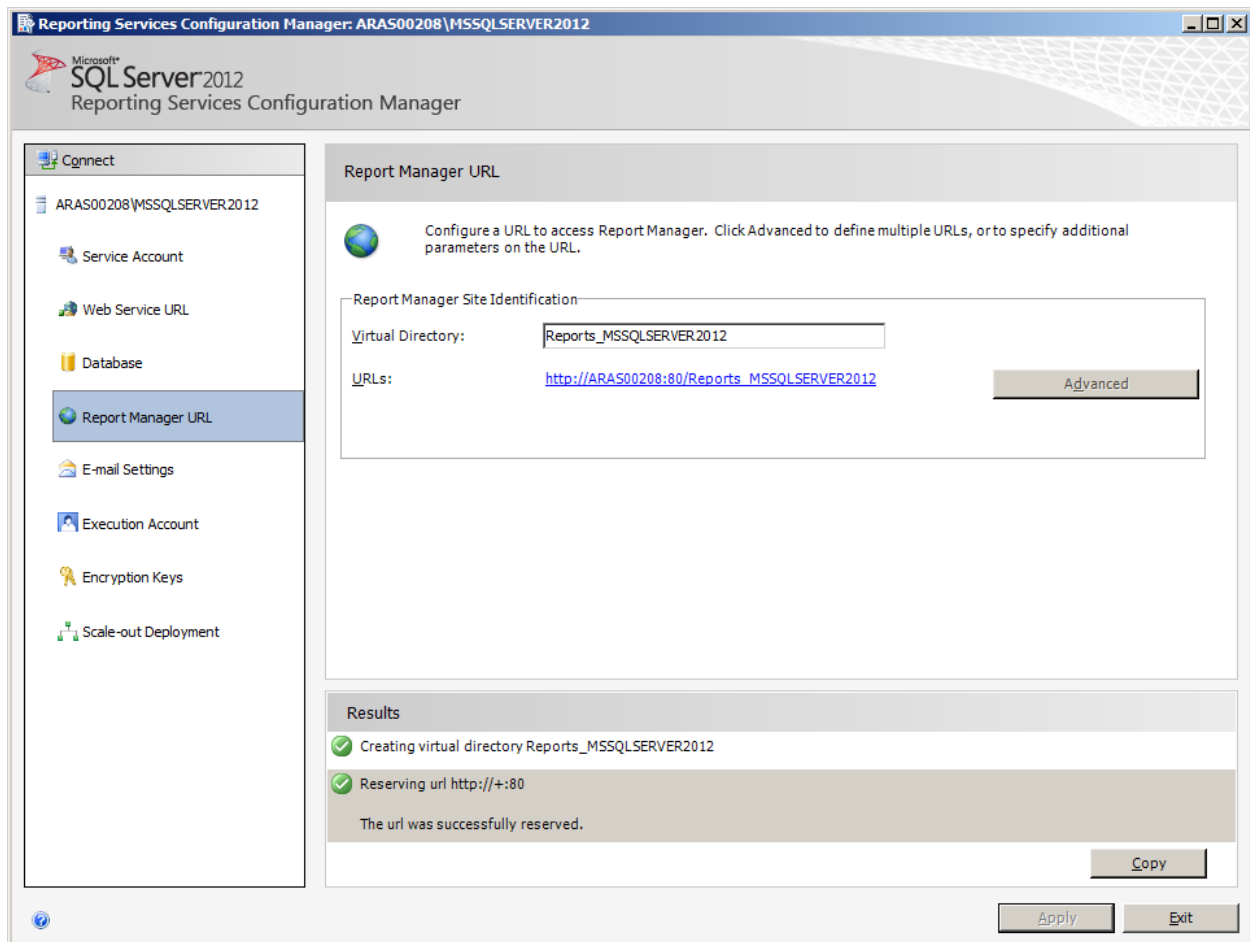 Reporting Services Configuration Manager: ARAS00208\MSSQLSERVER2012
Microsoft®
SQL Server 2012
Reporting Services Configuration Manager
Connect
ARAS00208\MSSQLSERVER2012
Service Account
Web Service URL
Database
Report Manager URL
E-mail Settings
Execution Account
Encryption Keys
Scale-out Deployment
Report Manager URL
Configure a URL to access Report Manager. Click Advanced to define multiple URLs, or to specify additional
parameters on the URL.
Report Manager Site Identification
Virtual Directory: Reports_MSSQLSERVER2012
URLs: http://ARAS00208:80/Reports_MSSQLSERVER2012
Advanced
Results
Creating virtual directory Reports_MSSQLSERVER2012
Reserving url http://+:80
The url was successfully reserved.
Copy
Apply Exit